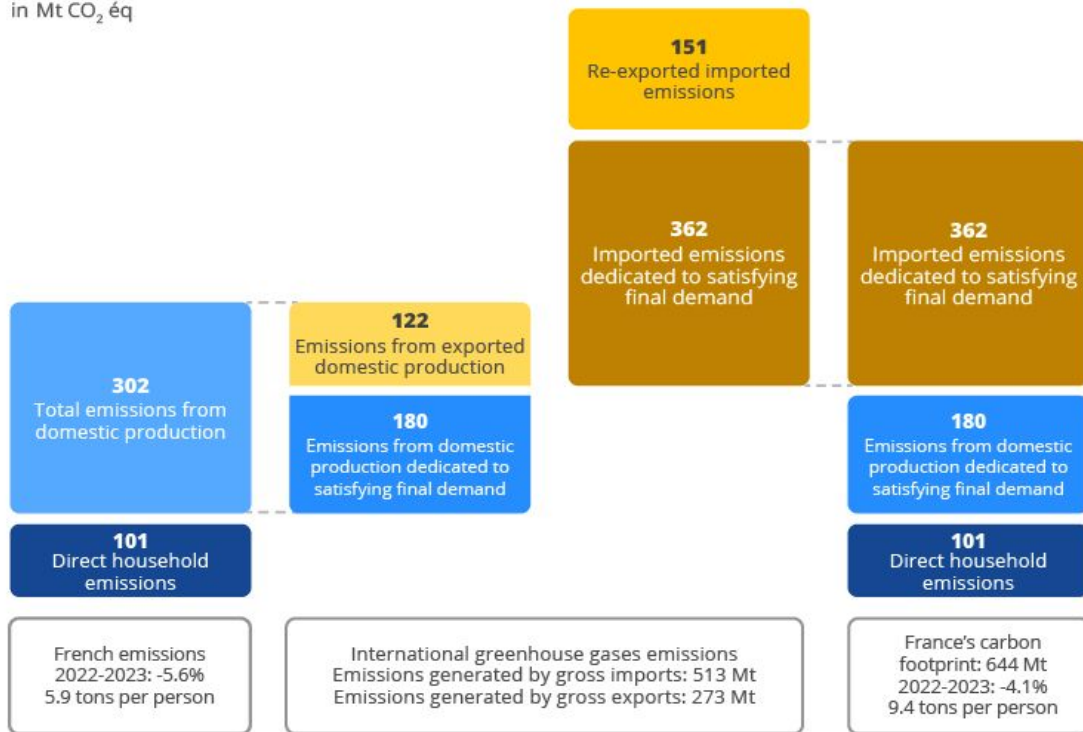 in Mt CO₂ éq
151
Re-exported imported
emissions
362
Imported emissions
dedicated to satisfying
final demand
362
Imported emissions
dedicated to satisfying
final demand
302
Total emissions from
domestic production
122
Emissions from exported
domestic production
180
Emissions from domestic
production dedicated to
satisfying final demand
180
Emissions from domestic
production dedicated to
satisfying final demand
101
Direct household
emissions
101
Direct household
emissions
French emissions
2022-2023: -5.6%
5.9 tons per person
International greenhouse gases emissions
Emissions generated by gross imports: 513 Mt
Emissions generated by gross exports: 273 Mt
France's carbon
footprint: 644 Mt
2022-2023: -4.1%
9.4 tons per person